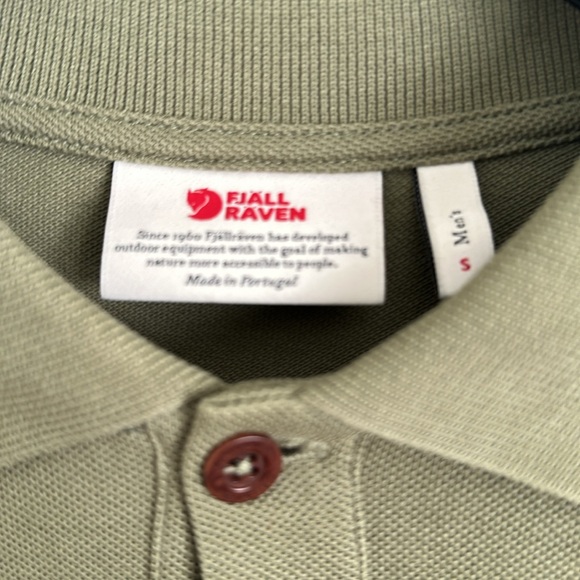 FJÄLL
RÄVEN
Since 1960 Fjällräven has developed
outdoor equipment with the goal of making
nature more accessible to people.
Made in Portugal
Men's
S